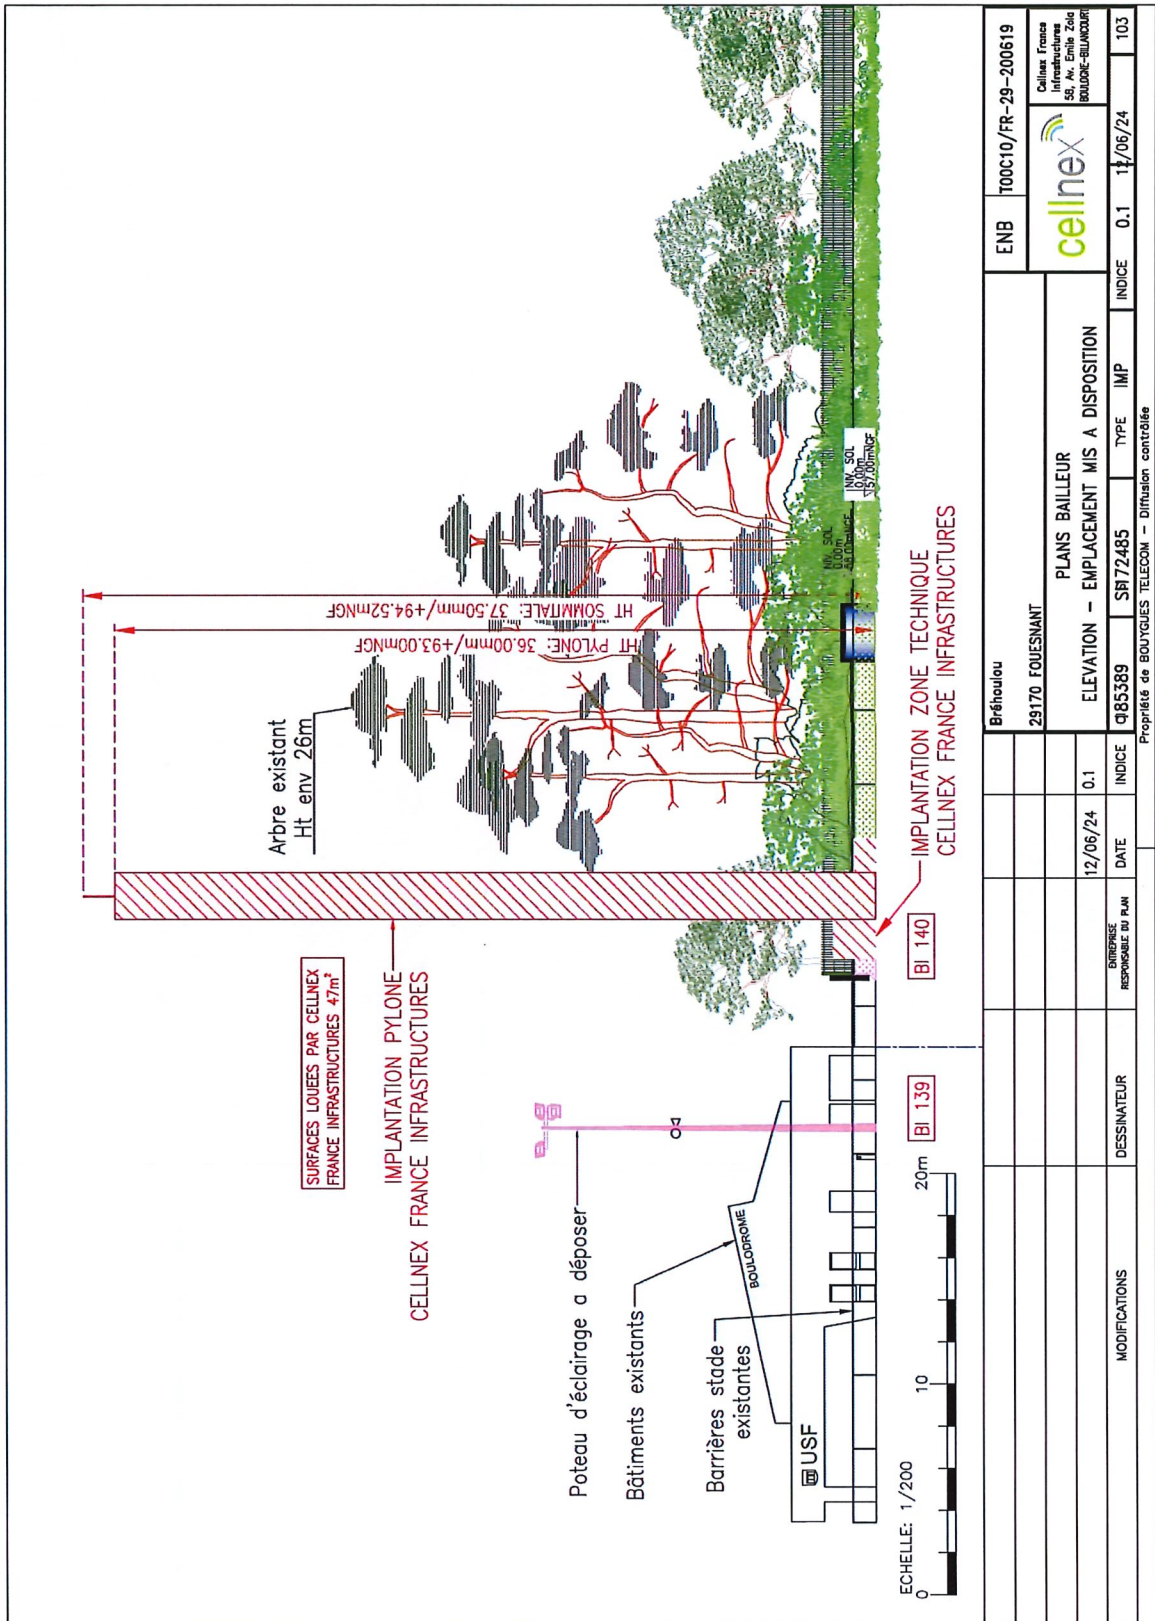 SURFACES LOUEES PAR CELLNEX
FRANCE INFRASTRUCTURES 47m²
IMPLANTATION PYLONE
CELLNEX FRANCE INFRASTRUCTURES
Arbre existant
Ht env 26m
HT PYLONE: 36.00mm/+93.00mNGF
HT SOMMITALE: 37.50mm/+94.52mNGF
Poteau d'éclairage a déposer
Bâtiments existants
Barrières stade
existantes
BOULODROME
USF
NIV. SOL
0.00m
NIV. SOL
0.00m
57.00mNGF
BI 139
BI 140
IMPLANTATION ZONE TECHNIQUE
CELLNEX FRANCE INFRASTRUCTURES
ECHELLE: 1/200
0 10 20m
Bréhoulou
29170 FOUESNANT
ENB T00C10/FR-29-200619
PLANS BAILLEUR
cellnex
Cellnex France
Infrastructures
58, Av. Emile Zola
BOULOGNE-BILLANCOURT
12/06/24 0.1
ELEVATION - EMPLACEMENT MIS A DISPOSITION
MODIFICATIONS DESSINATEUR ENTREPRISE RESPONSABLE DU PLAN DATE INDICE
TYPE IMP INDICE 0.1 12/06/24 103
Propriété de BOUYGUES TELECOM - Diffusion contrôlée